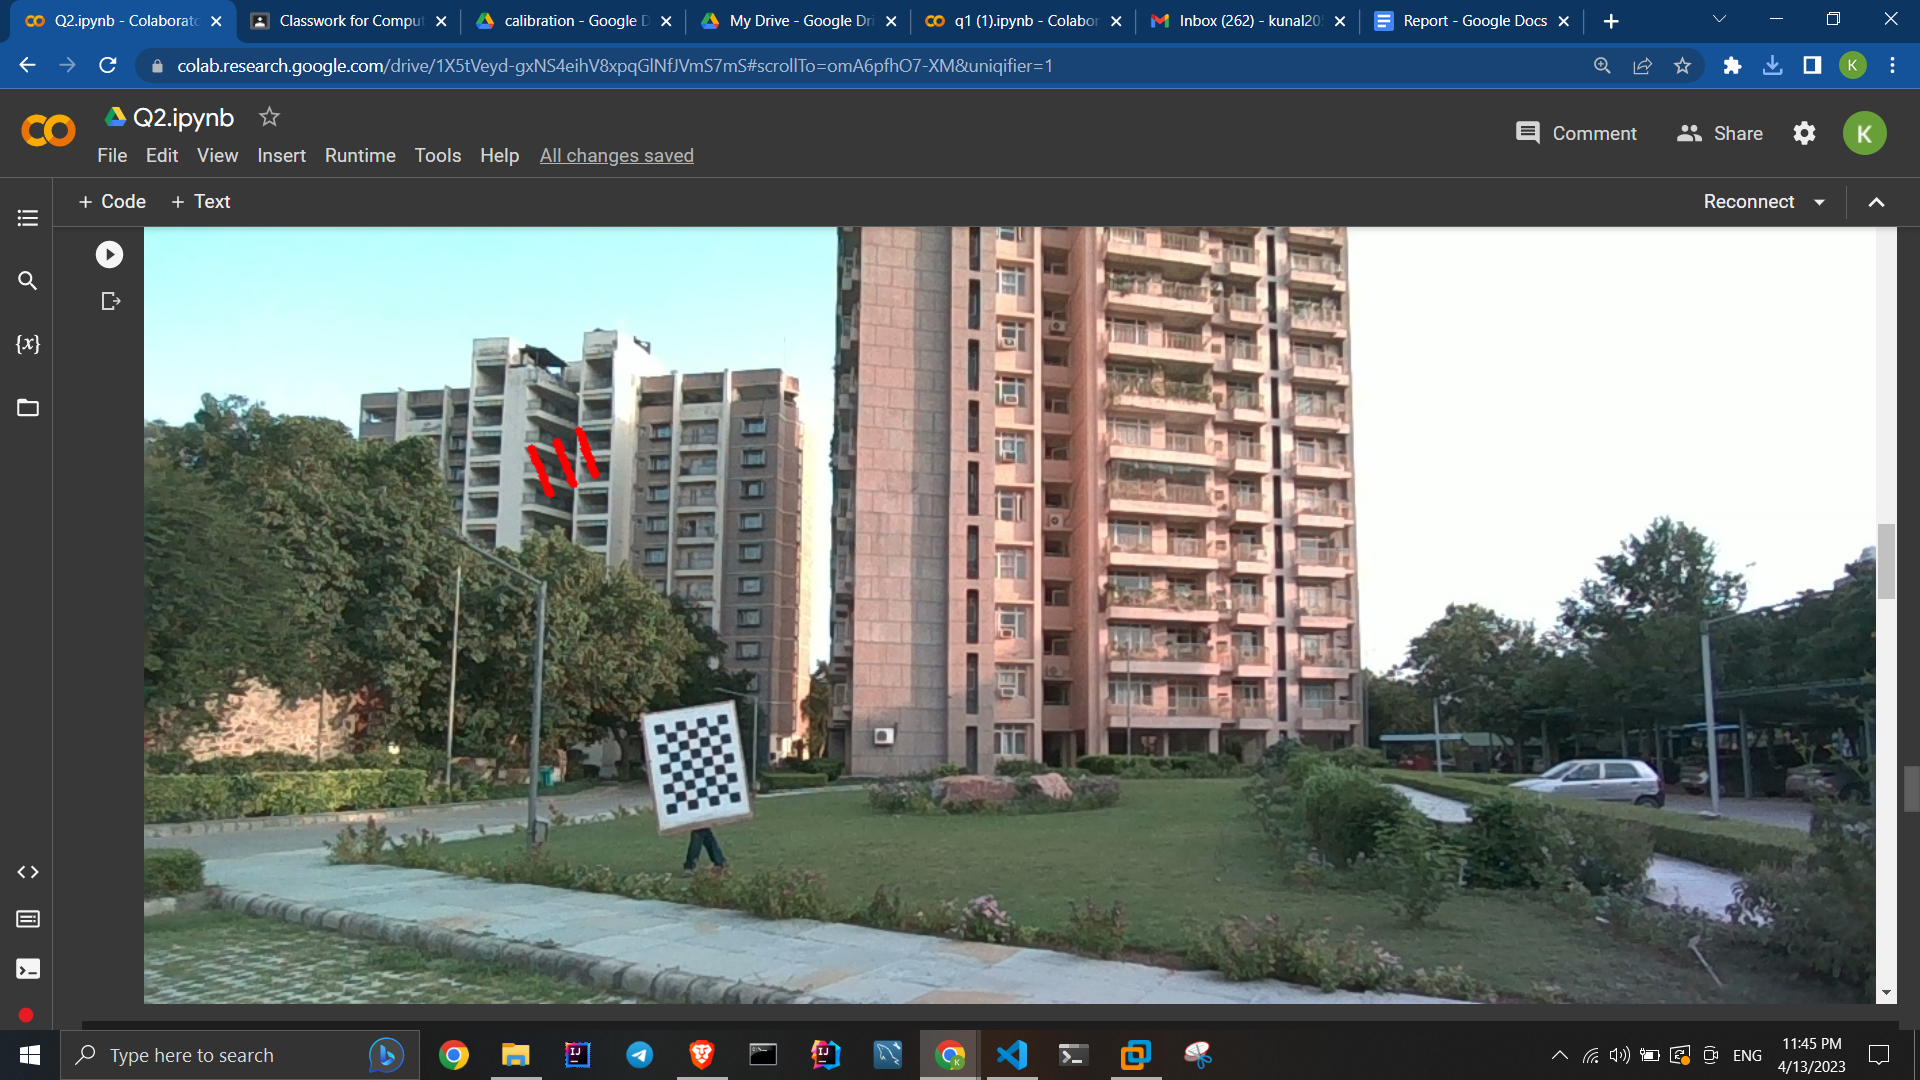 Q2.ipynb - Colaborato
Classwork for Comput
calibration - Google D
My Drive - Google Dri
q1 (1).ipynb - Colabor
Inbox (262) - kunal205
Report - Google Docs
colab.research.google.com/drive/1X5tVeyd-gxNS4eihV8xpqGlNfJVmS7mS#scrollTo=omA6pfhO7-XM&uniqifier=1
K
Q2.ipynb
Comment
Share
K
File
Edit
View
Insert
Runtime
Tools
Help
All changes saved
+ Code
+ Text
Reconnect
{x}
Type here to search
ENG
11:45 PM
4/13/2023